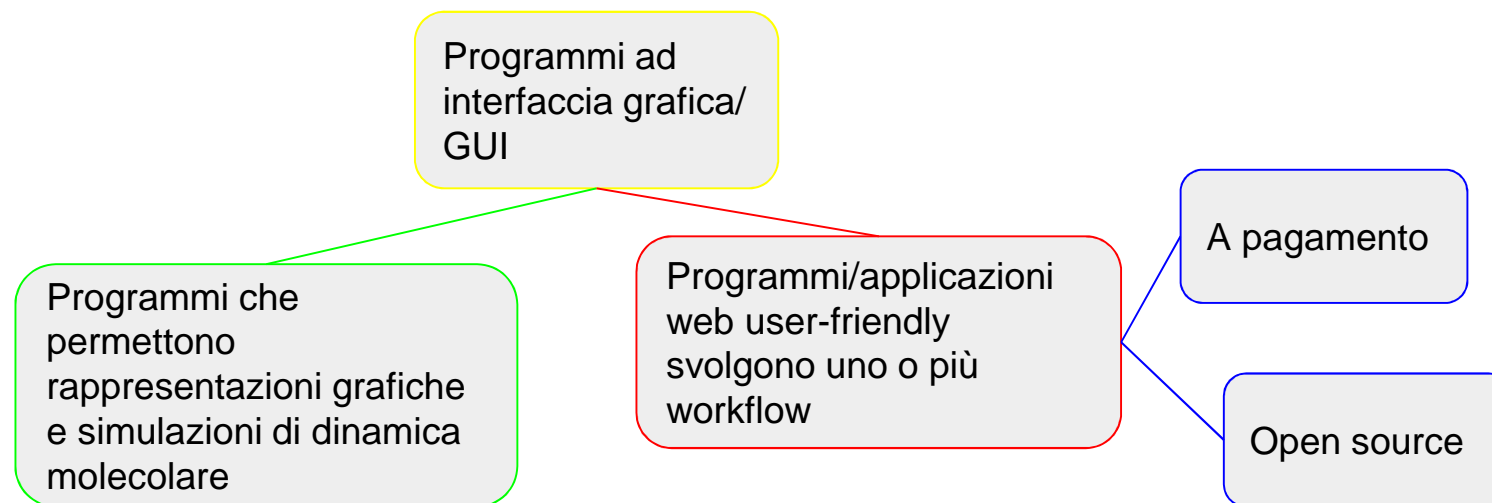 Programmi ad
interfaccia grafica/
GUI
Programmi che
permettono
rappresentazioni grafiche
e simulazioni di dinamica
molecolare
Programmi/applicazioni
web user-friendly
svolgono uno o più
workflow
A pagamento
Open source